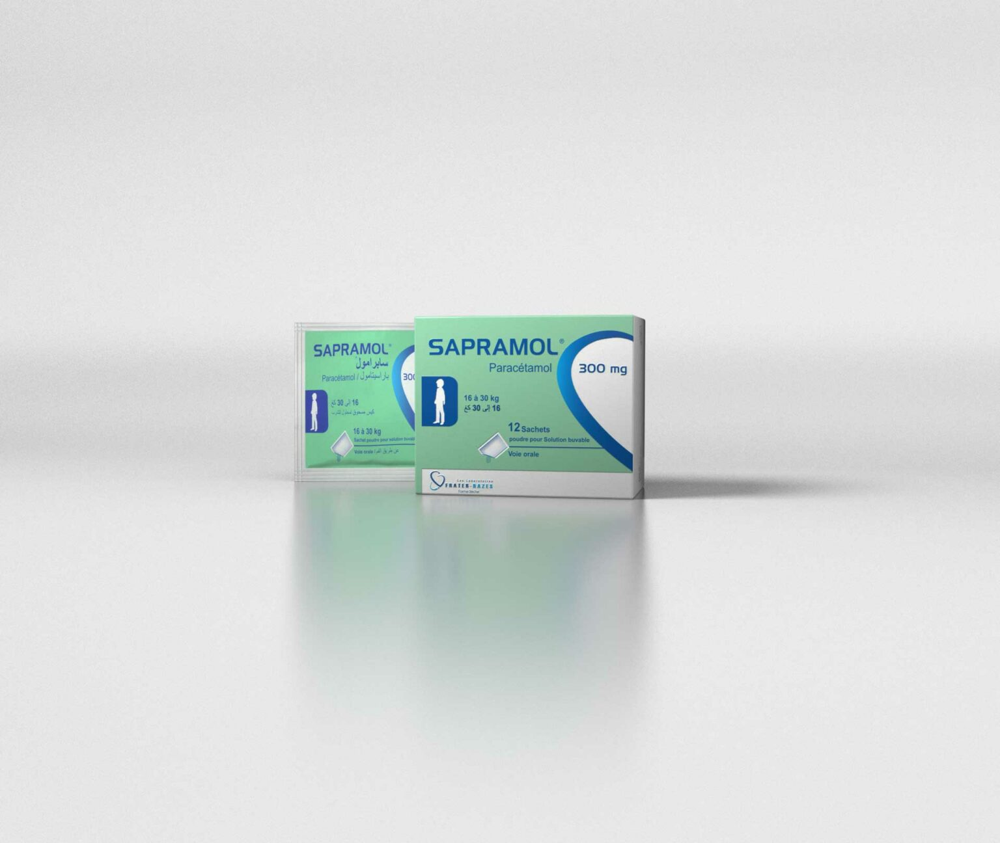 SAPRAMOL®
سابرامول
Paracétamol / باراسيتامول
300
16 إلى 30 كغ
كيس مسحوق لمحلول للشرب
16 à 30 kg
Sachet poudre pour solution buvable
Voie orale / عن طريق الفم
SAPRAMOL®
Paracétamol
300 mg
16 à 30 kg
16 إلى 30 كغ
12 Sachets
poudre pour Solution buvable
Voie orale
Les Laboratoires
FRATER-RAZES
Forme Sèche